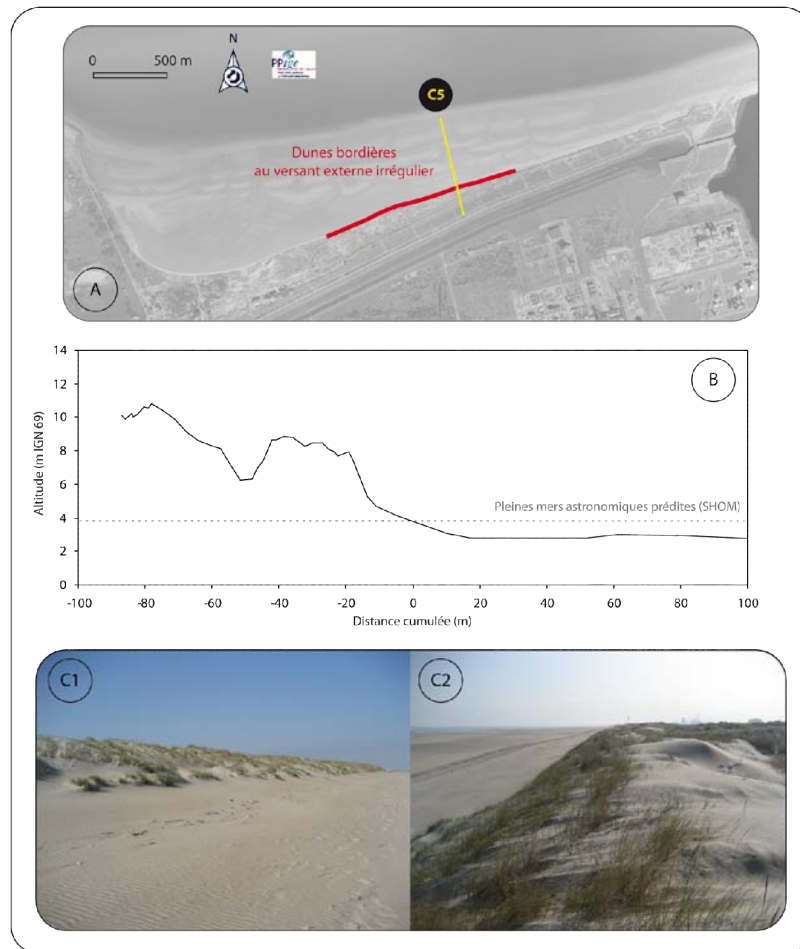 0 500 m
N
PPige
C5
Dunes bordières
au versant externe irrégulier
A
14
12
10
8
6
4
2
0
Altitude (m IGN 69)
B
Pleines mers astronomiques prédites (SHOM)
-100 -80 -60 -40 -20 0 20 40 60 80 100
Distance cumulée (m)
C1
C2